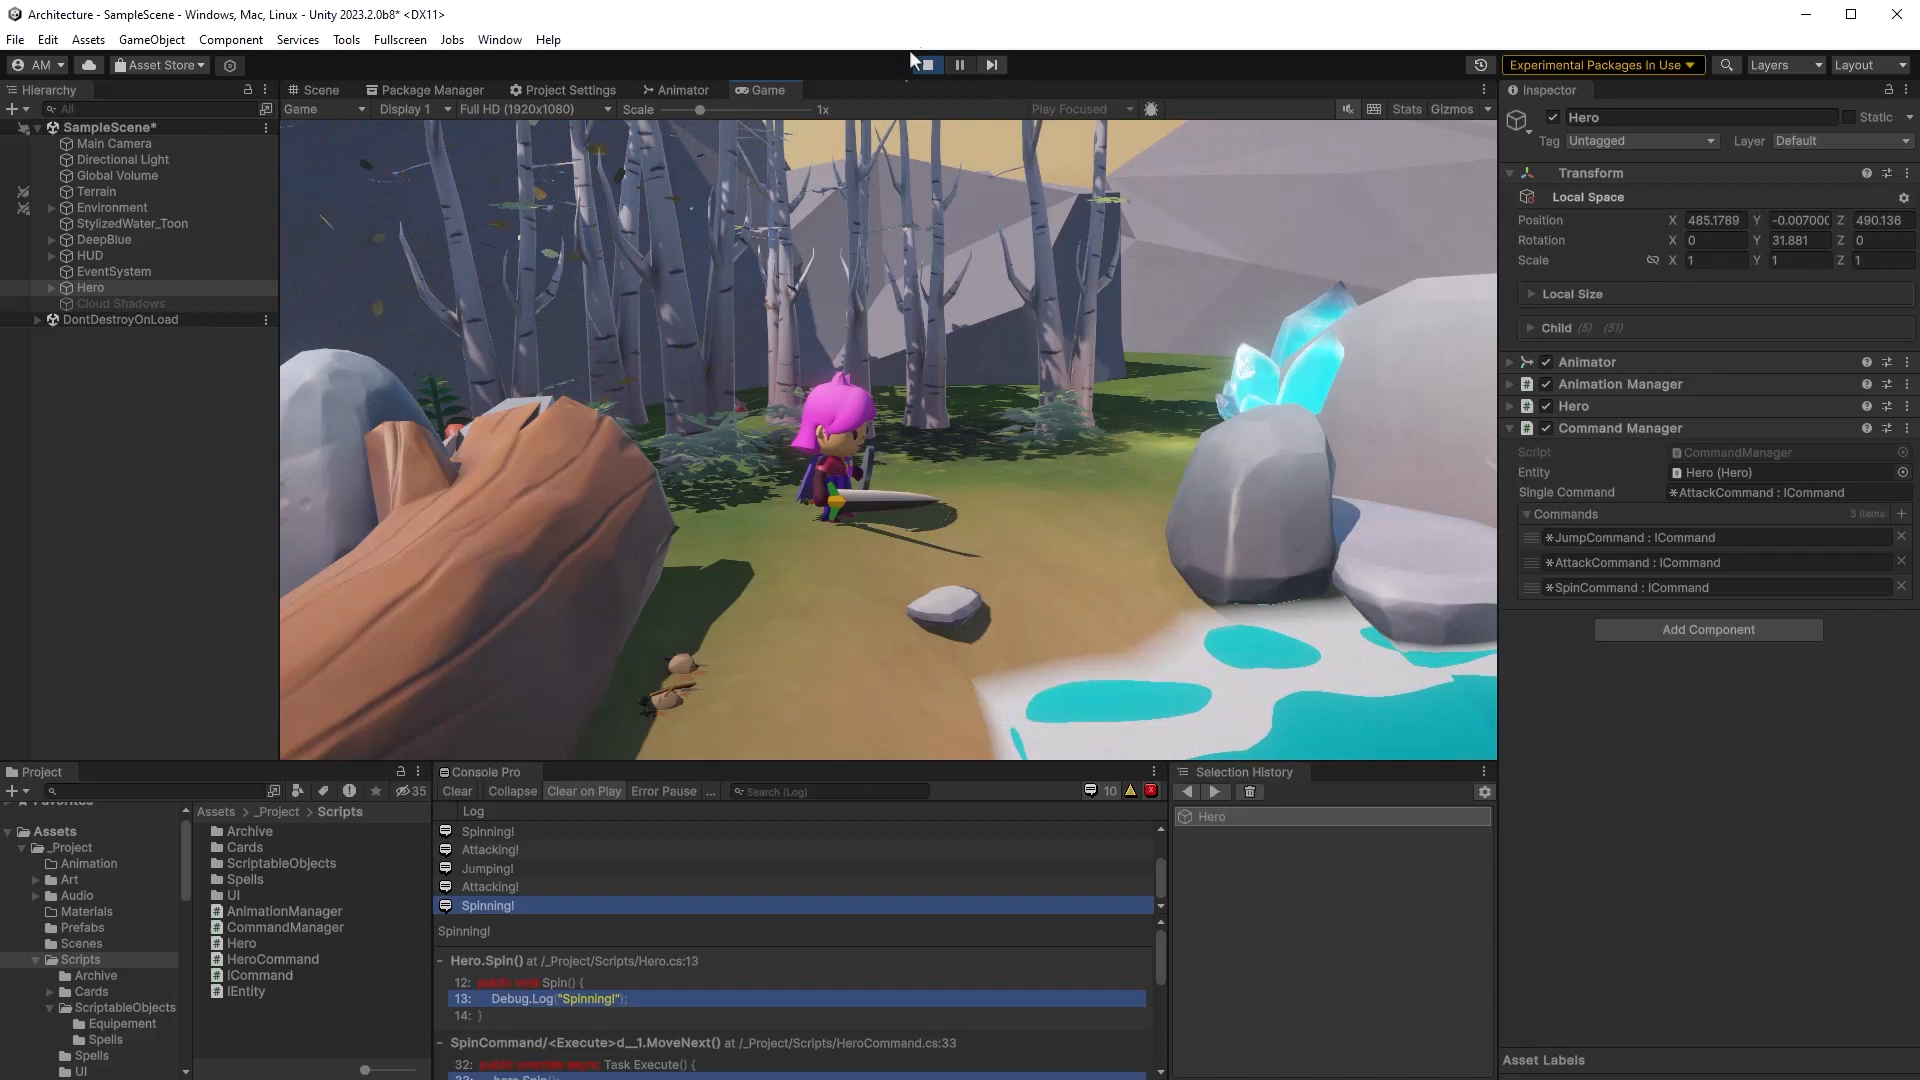 Architecture - SampleScene - Windows, Mac, Linux - Unity 2023.2.0b8* <DX11>
File Edit Assets GameObject Component Services Tools Fullscreen Jobs Window Help
AM Asset Store Experimental Packages In Use Layers Layout
Hierarchy Scene Package Manager Project Settings Animator Game Inspector
All Game Display 1 Full HD (1920x1080) Scale 1x Play Focused Stats Gizmos
Hero Static
SampleScene*
Tag Untagged Layer Default
Main Camera
Directional Light
Global Volume
Terrain
Environment
StylizedWater_Toon
DeepBlue
HUD
EventSystem
Hero
Cloud Shadows
DontDestroyOnLoad
Transform
Local Space
Position X 485.1789 Y -0.00700( Z 490.136
Rotation X 0 Y 31.881 Z 0
Scale X 1 Y 1 Z 1
Local Size
Child (5) (51)
Animator
Animation Manager
Hero
Command Manager
Script CommandManager
Entity Hero (Hero)
Single Command *AttackCommand : ICommand
Commands 3 items
*JumpCommand : ICommand
*AttackCommand : ICommand
*SpinCommand : ICommand
Add Component
Asset Labels
Project
35
Favorites
Assets
_Project
Animation
Art
Audio
Materials
Prefabs
Scenes
Scripts
Archive
Cards
ScriptableObjects
Equipement
Spells
Spells
UI
Assets > _Project > Scripts
Archive
Cards
ScriptableObjects
Spells
UI
AnimationManager
CommandManager
Hero
HeroCommand
ICommand
IEntity
Console Pro
Clear Collapse Clear on Play Error Pause ... Search (Log) 10
Log
Spinning!
Attacking!
Jumping!
Attacking!
Spinning!
Spinning!
- Hero.Spin() at /_Project/Scripts/Hero.cs:13
12: public void Spin() {
13: Debug.Log("Spinning!");
14: }
- SpinCommand/<Execute>d__1.MoveNext() at /_Project/Scripts/HeroCommand.cs:33
32: public override async Task Execute() {
33: hero.Spin();
Selection History
Hero